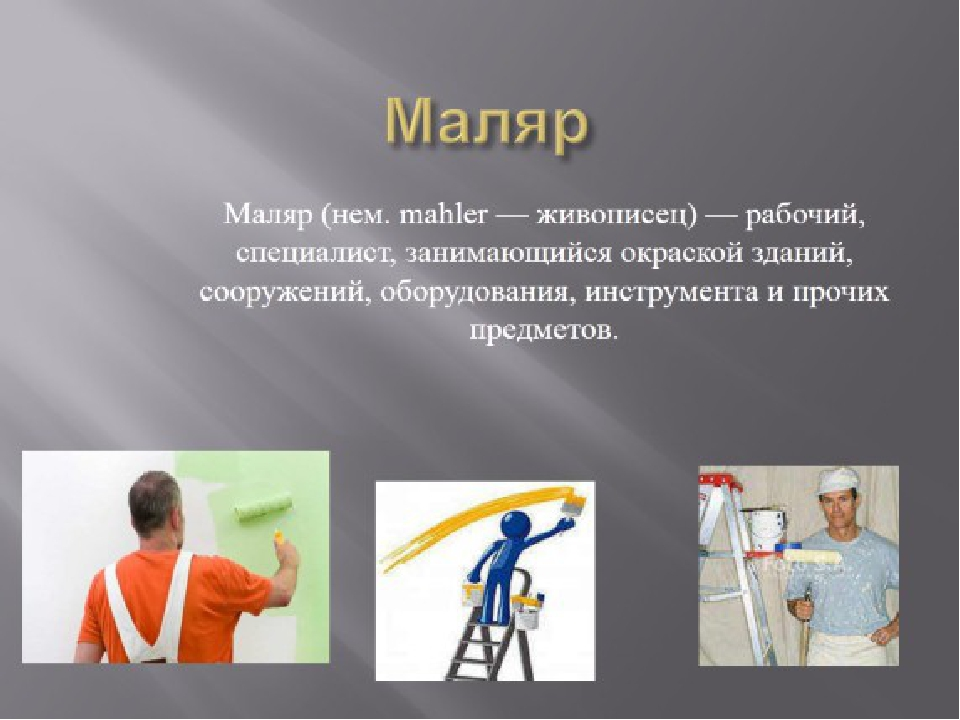 Маляр
Маляр (нем. mahler — живописец) — рабочий,
специалист, занимающийся окраской зданий,
сооружений, оборудования, инструмента и прочих
предметов.